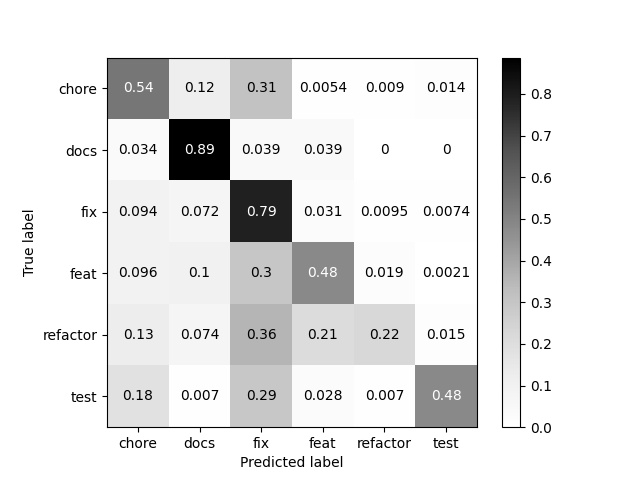 chore 0.54 0.12 0.31 0.0054 0.009 0.014
docs 0.034 0.89 0.039 0.039 0 0
fix 0.094 0.072 0.79 0.031 0.0095 0.0074
feat 0.096 0.1 0.3 0.48 0.019 0.0021
refactor 0.13 0.074 0.36 0.21 0.22 0.015
test 0.18 0.007 0.29 0.028 0.007 0.48
chore docs fix feat refactor test
Predicted label
True label
0.8
0.7
0.6
0.5
0.4
0.3
0.2
0.1
0.0